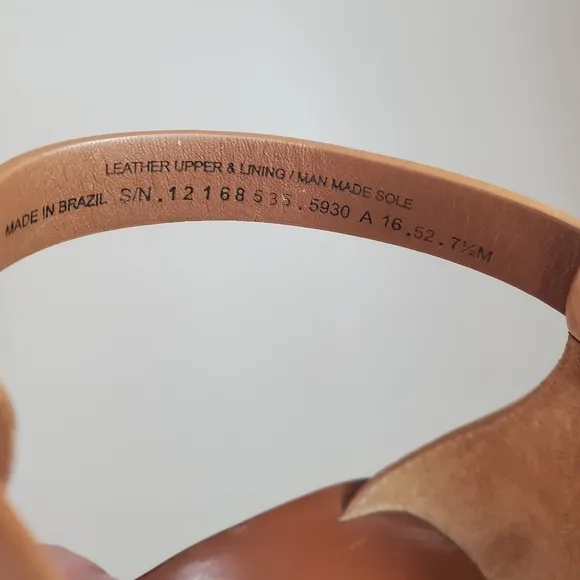 LEATHER UPPER & LINING / MAN MADE SOLE
MADE IN BRAZIL S/N.12168535.5930 A 16.52.7½M